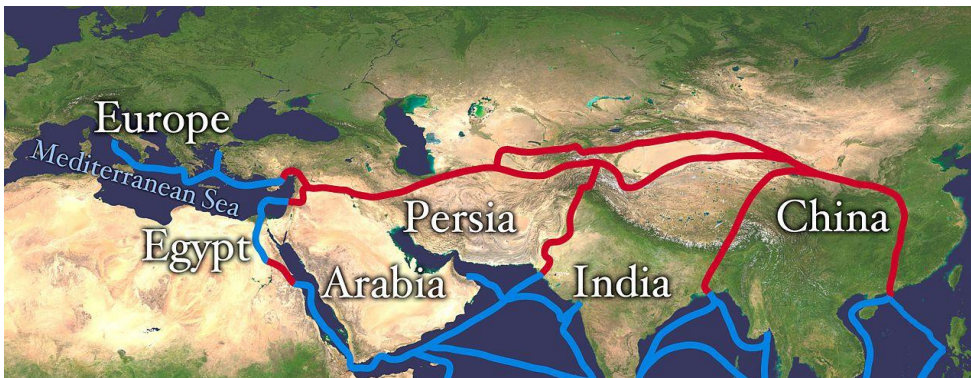 Europe
Mediterranean Sea
Egypt
Arabia
Persia
India
China